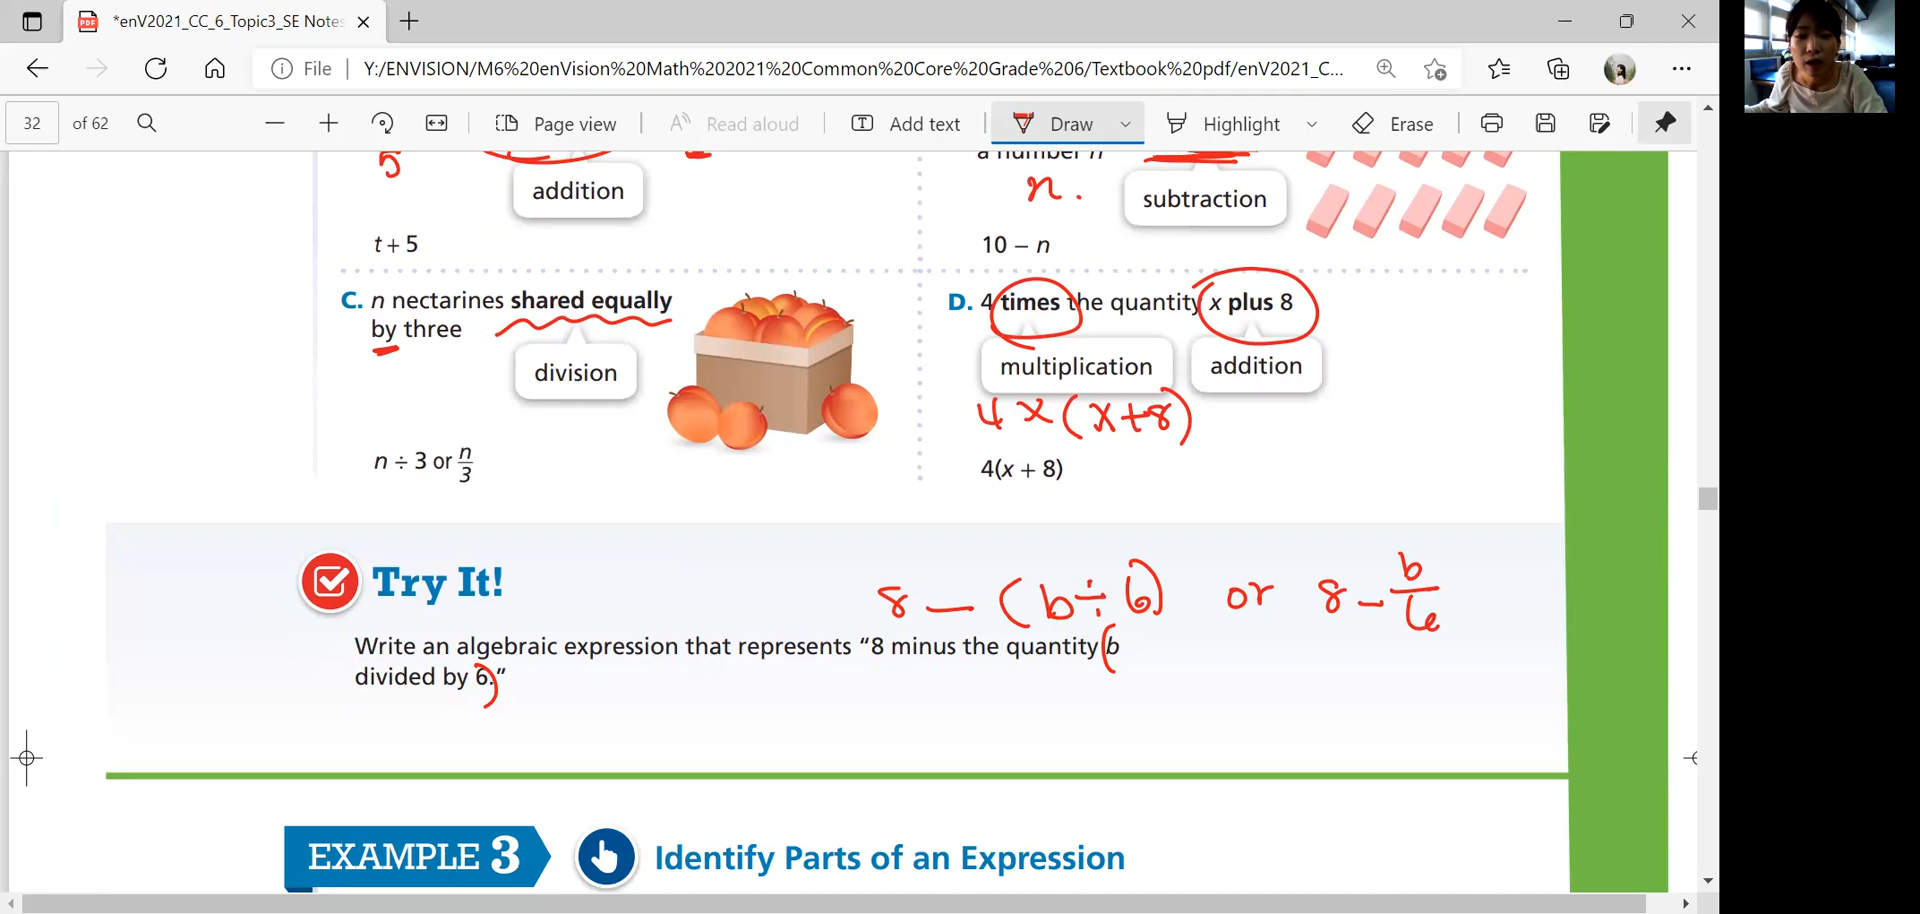 *enV2021_CC_6_Topic3_SE Notes
File Y:/ENVISION/M6%20enVision%20Math%202021%20Common%20Core%20Grade%206/Textbook%20pdf/enV2021_C...
32 of 62 Page view Read aloud Add text Draw Highlight Erase
5
addition
t + 5
a number n
n.
subtraction
10 − n
C. n nectarines shared equally
by three
division
n ÷ 3 or n/3
D. 4 times the quantity x plus 8
multiplication addition
4 × (x+8)
4(x + 8)
Try It!
8 − (b÷6) or 8 − b/6
Write an algebraic expression that represents “8 minus the quantity (b
divided by 6.)”
EXAMPLE 3 Identify Parts of an Expression